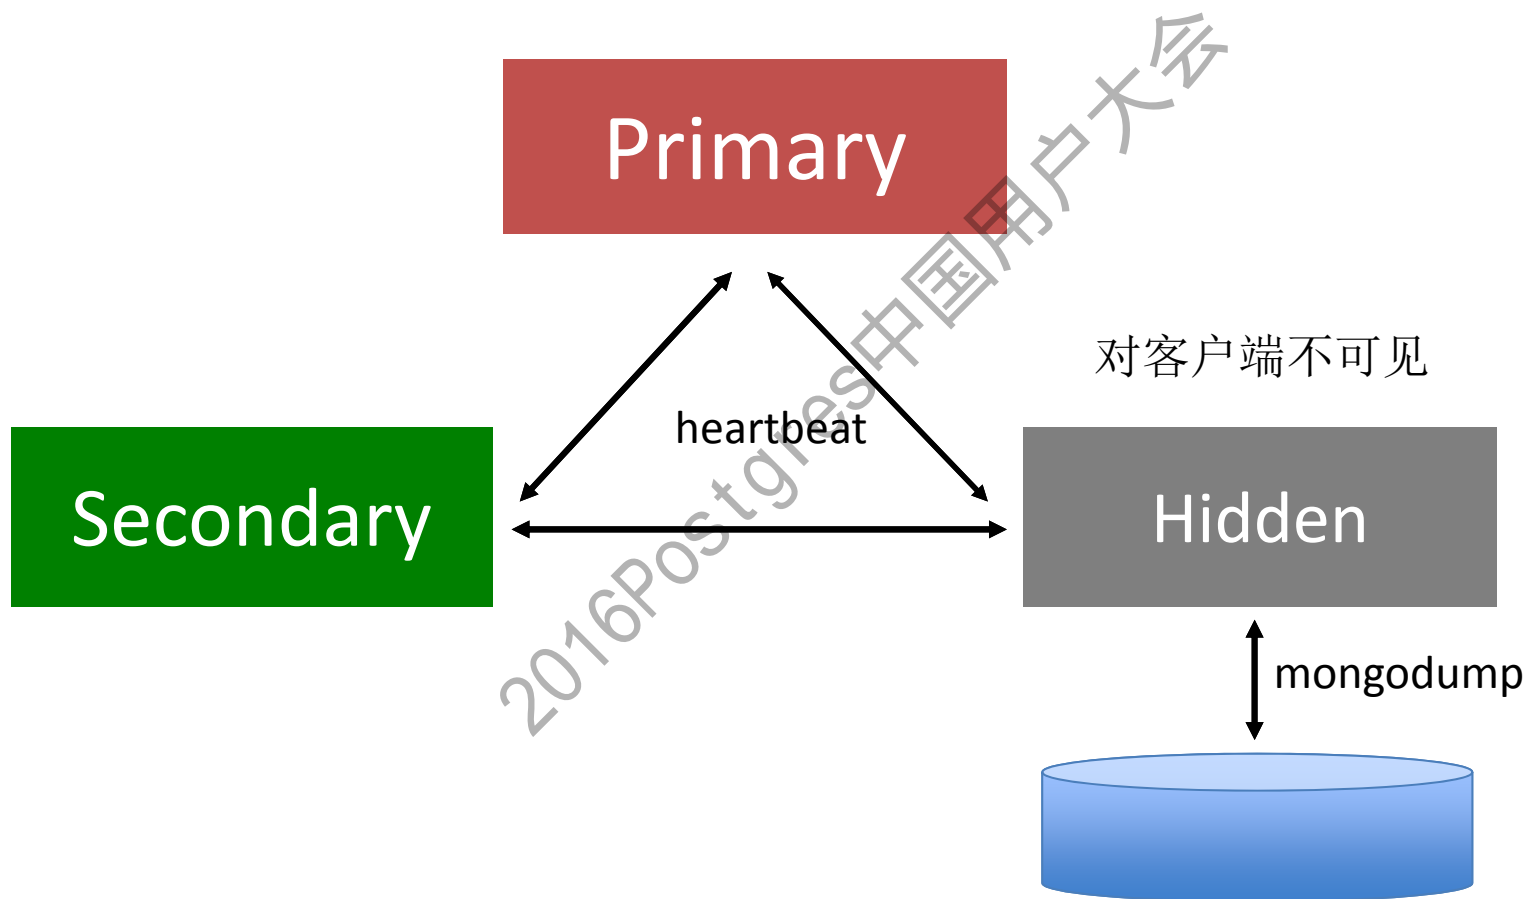 Primary
对客户端不可见
heartbeat
Secondary
Hidden
mongodump
2016Postgres中国用户大会